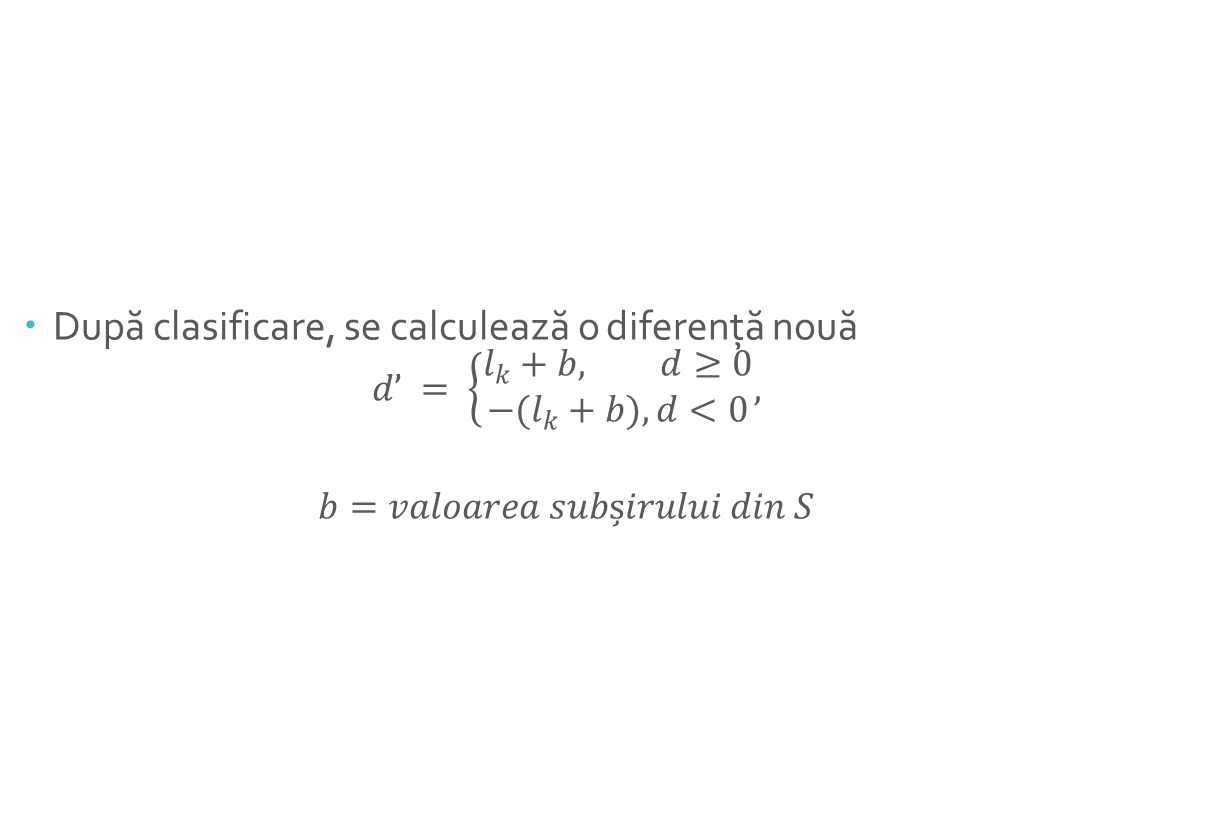 • După clasificare, se calculează o diferență nouă
d’ = { l_k + b, d ≥ 0
−(l_k + b), d < 0 ,
b = valoarea subșirului din S